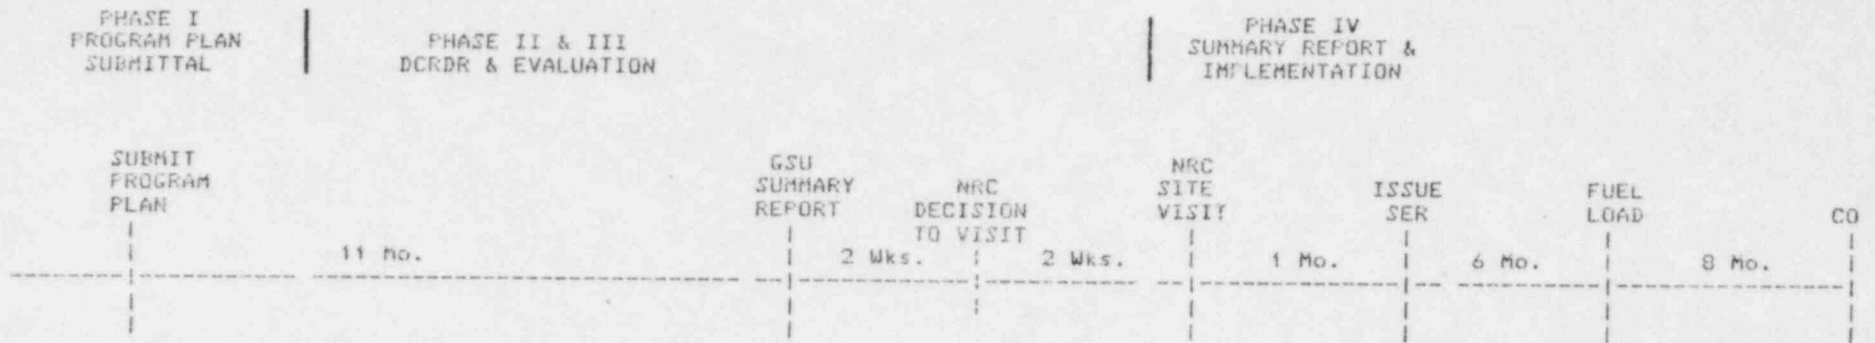 PHASE I
PROGRAM PLAN
SUBMITTAL
PHASE II & III
DCRDR & EVALUATION
PHASE IV
SUMMARY REPORT &
IMPLEMENTATION
SUBMIT
PROGRAM
PLAN
GSU
SUMMARY
REPORT
NRC
DECISION
TO VISIT
NRC
SITE
VISIT
ISSUE
SER
FUEL
LOAD
CO
11 Mo.
2 Wks.
2 Wks.
1 Mo.
6 Mo.
8 Mo.